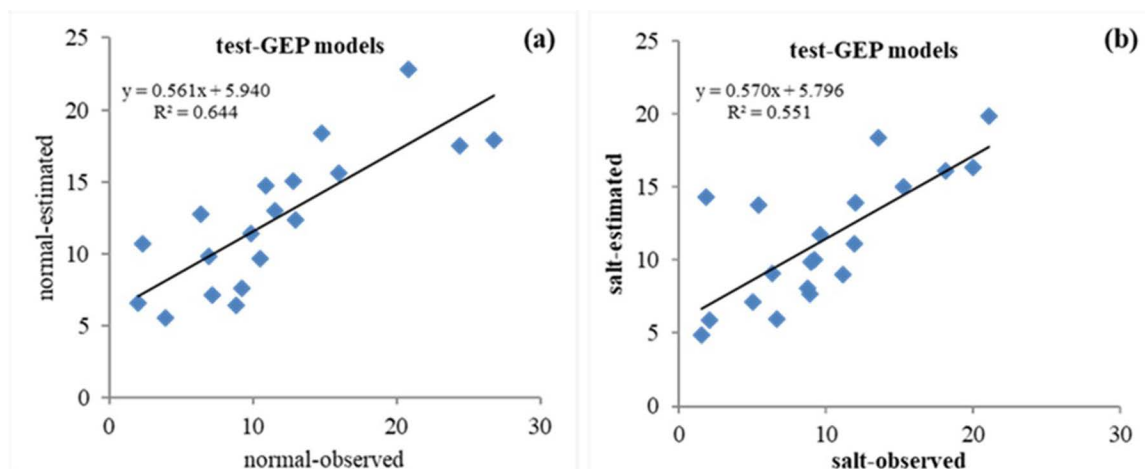 25
20
15
10
5
0
normal-estimated
test-GEP models
(a)
y = 0.561x + 5.940
R² = 0.644
0 10 20 30
normal-observed
25
20
15
10
5
0
salt-estimated
test-GEP models
(b)
y = 0.570x + 5.796
R² = 0.551
0 10 20 30
salt-observed